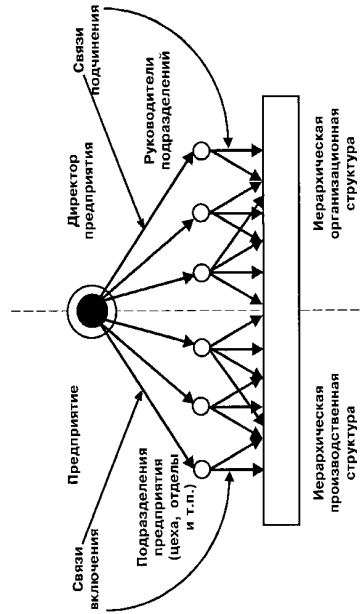 Связи
подчинения
Директор
предприятия
Руководители
подразделений
Иерархическая
организационная
структура
Предприятие
Связи
включения
Подразделения
предприятия
(цеха, отделы
и т.п.)
Иерархическая
производственная
структура